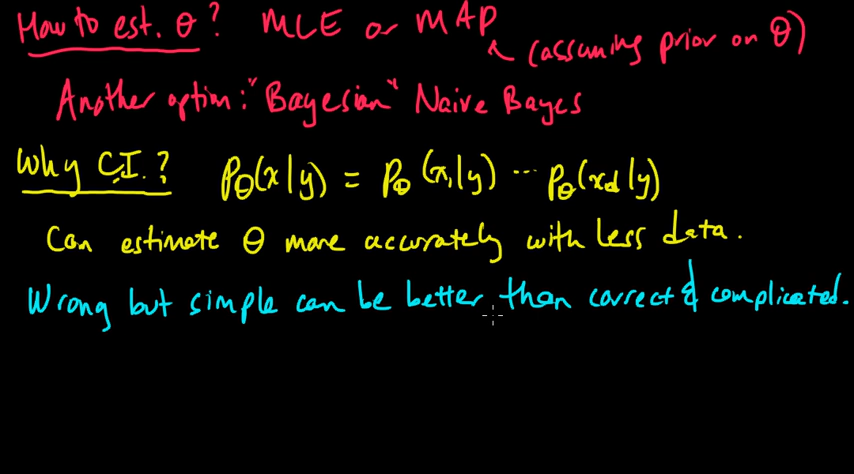 How to est. θ? MLE or MAP
(assuming prior on θ)
Another option: "Bayesian" Naive Bayes
Why C.I.? pθ(x|y) = pθ(x₁|y) ... pθ(xd|y)
Can estimate θ more accurately with less data.
Wrong but simple can be better than correct & complicated.